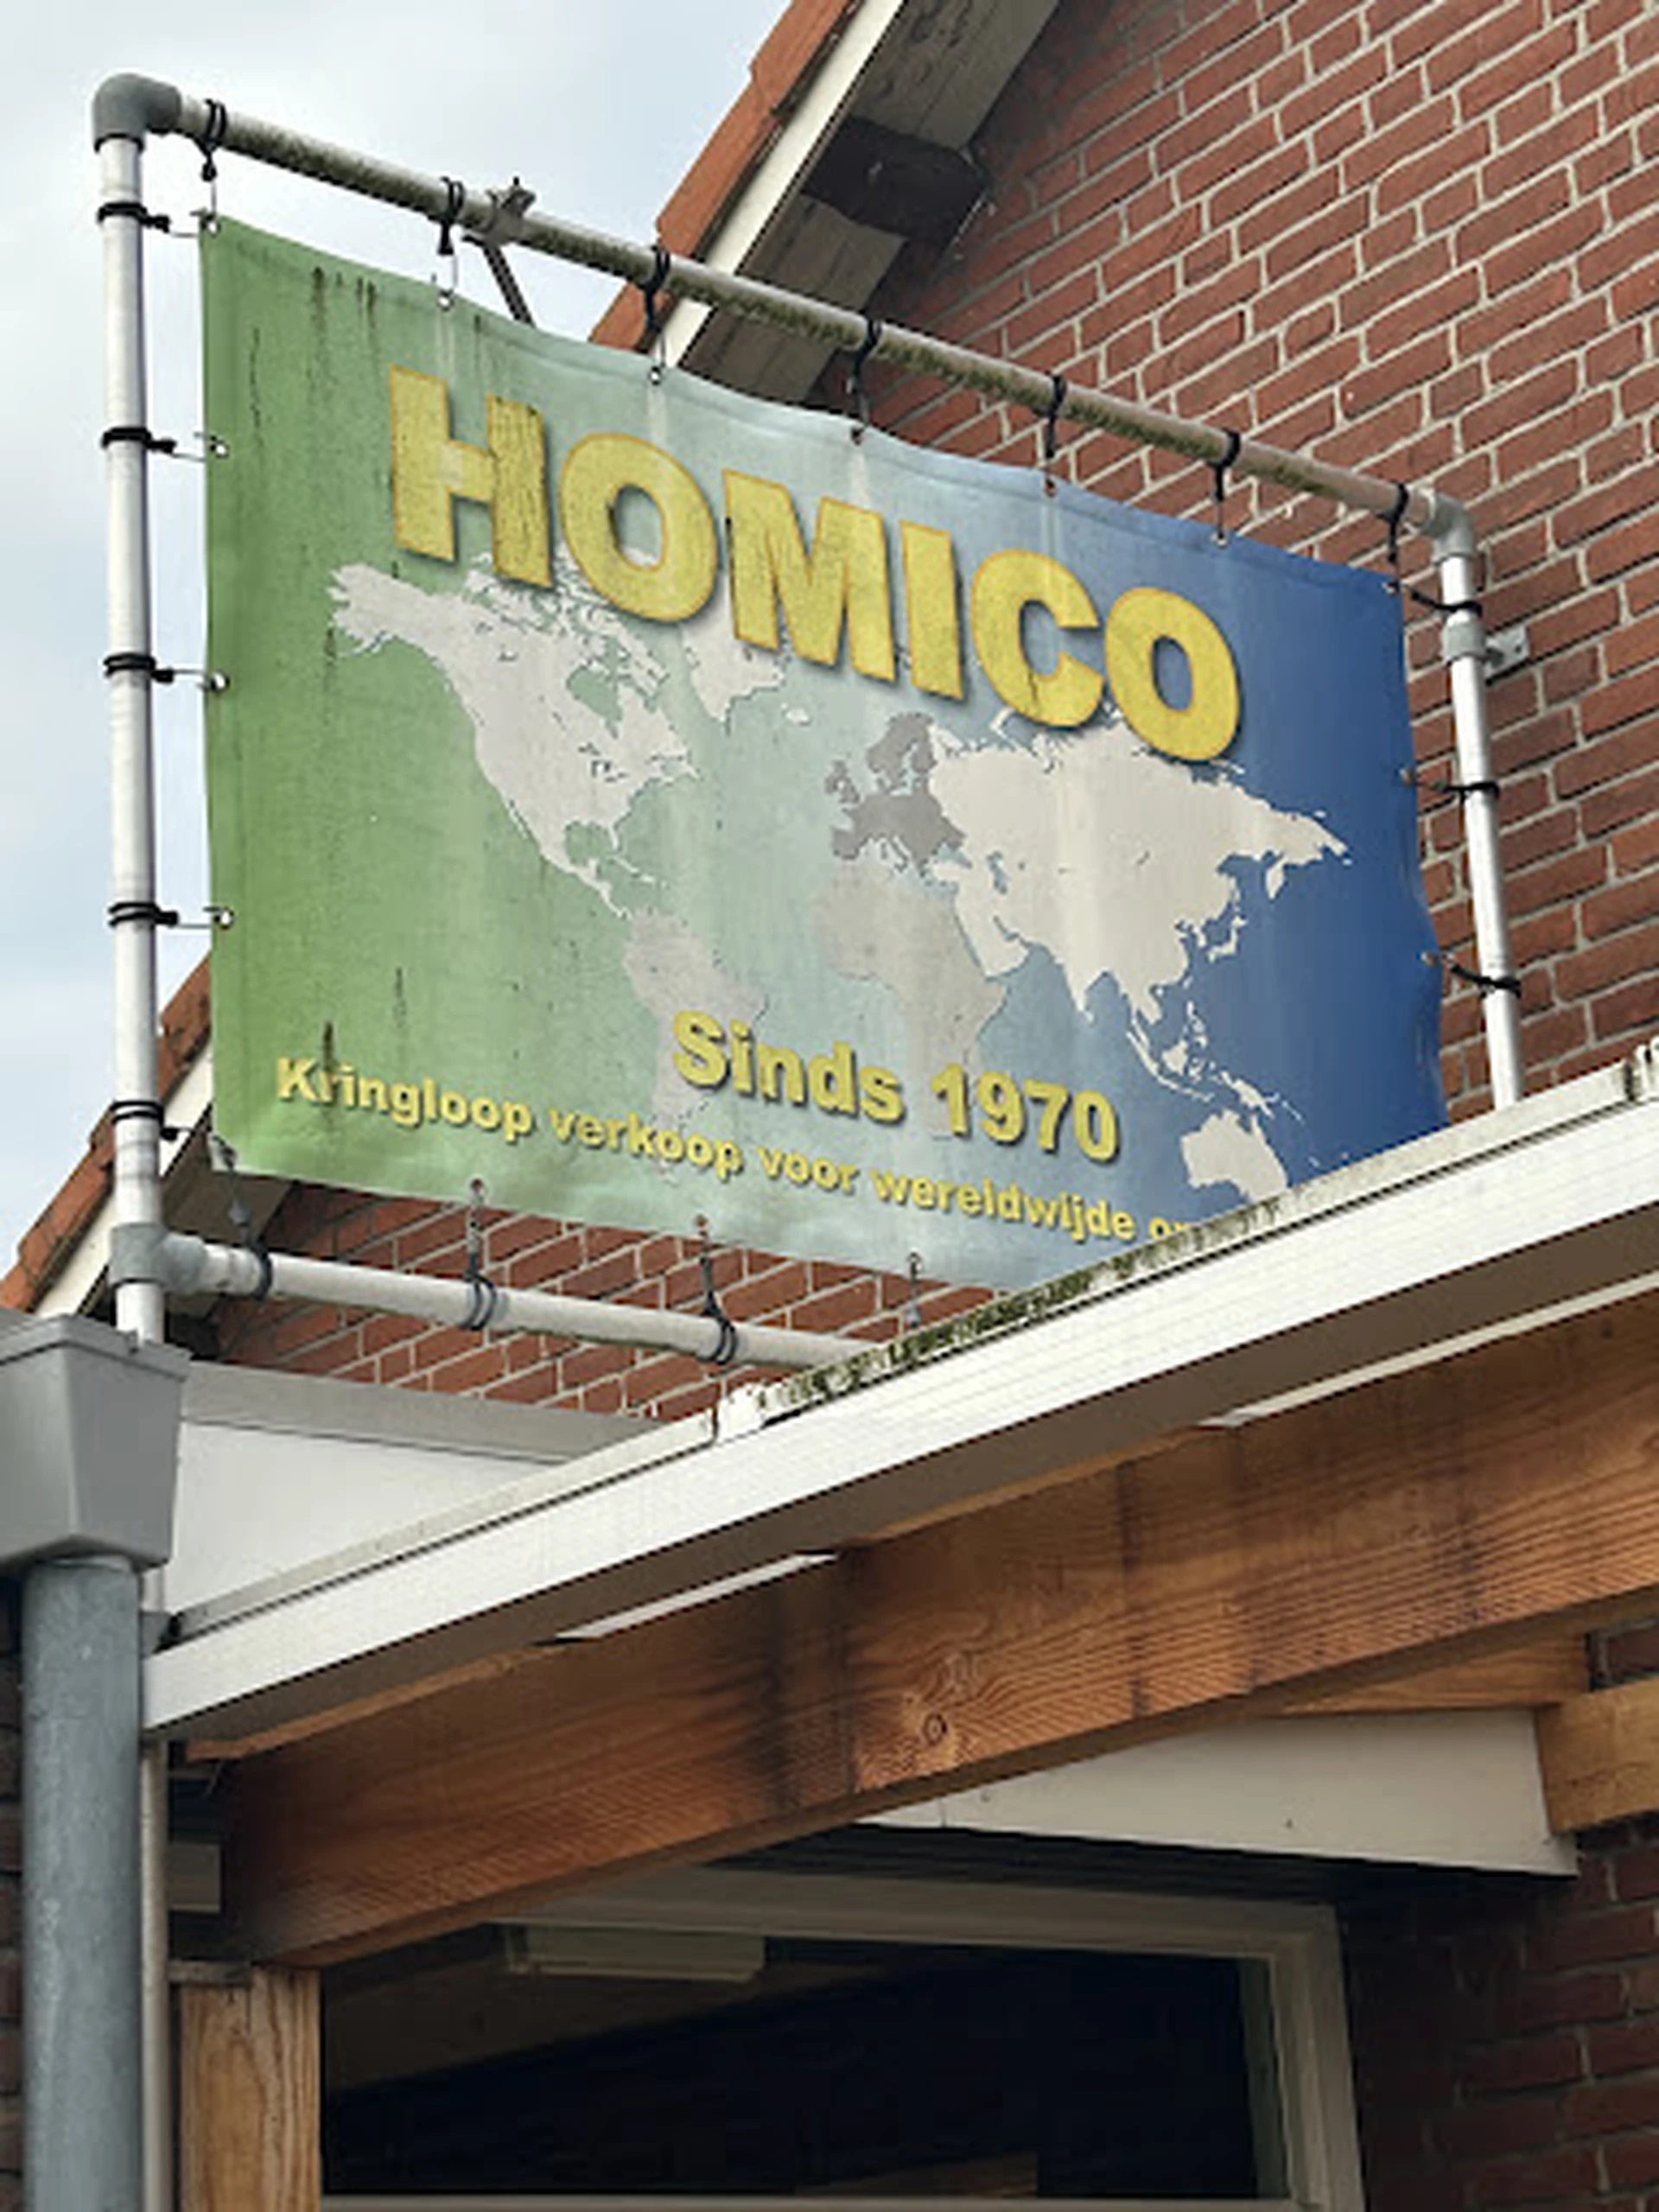 HOMICO
Sinds 1970
Kringloop verkoop voor wereldwijde